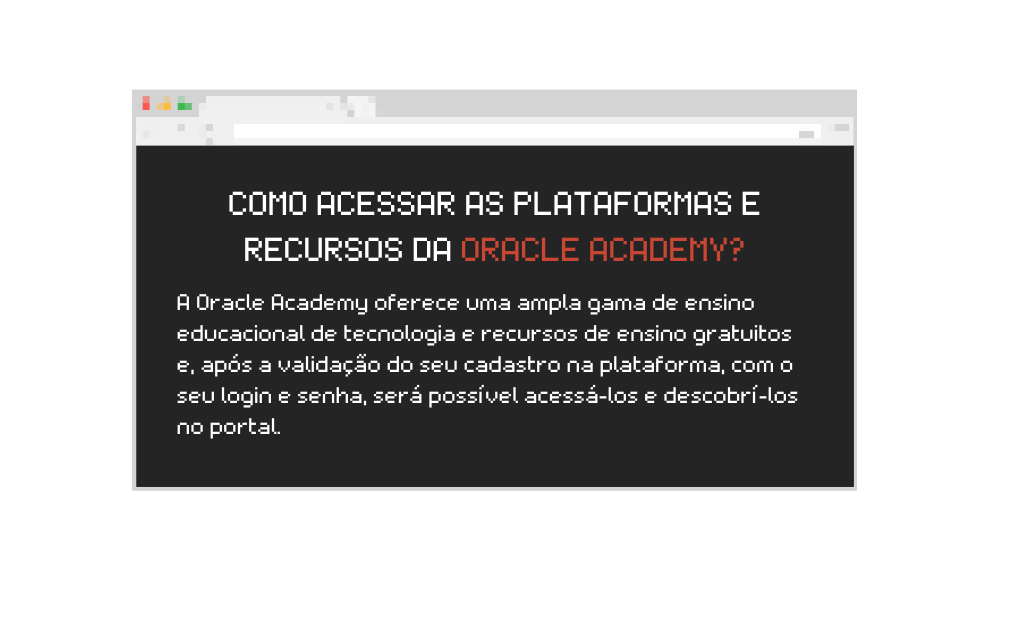 COMO ACESSAR AS PLATAFORMAS E
RECURSOS DA ORACLE ACADEMY?
A Oracle Academy oferece uma ampla gama de ensino
educacional de tecnologia e recursos de ensino gratuitos
e, após a validação do seu cadastro na plataforma, com o
seu login e senha, será possível acessá-los e descobrí-los
no portal.